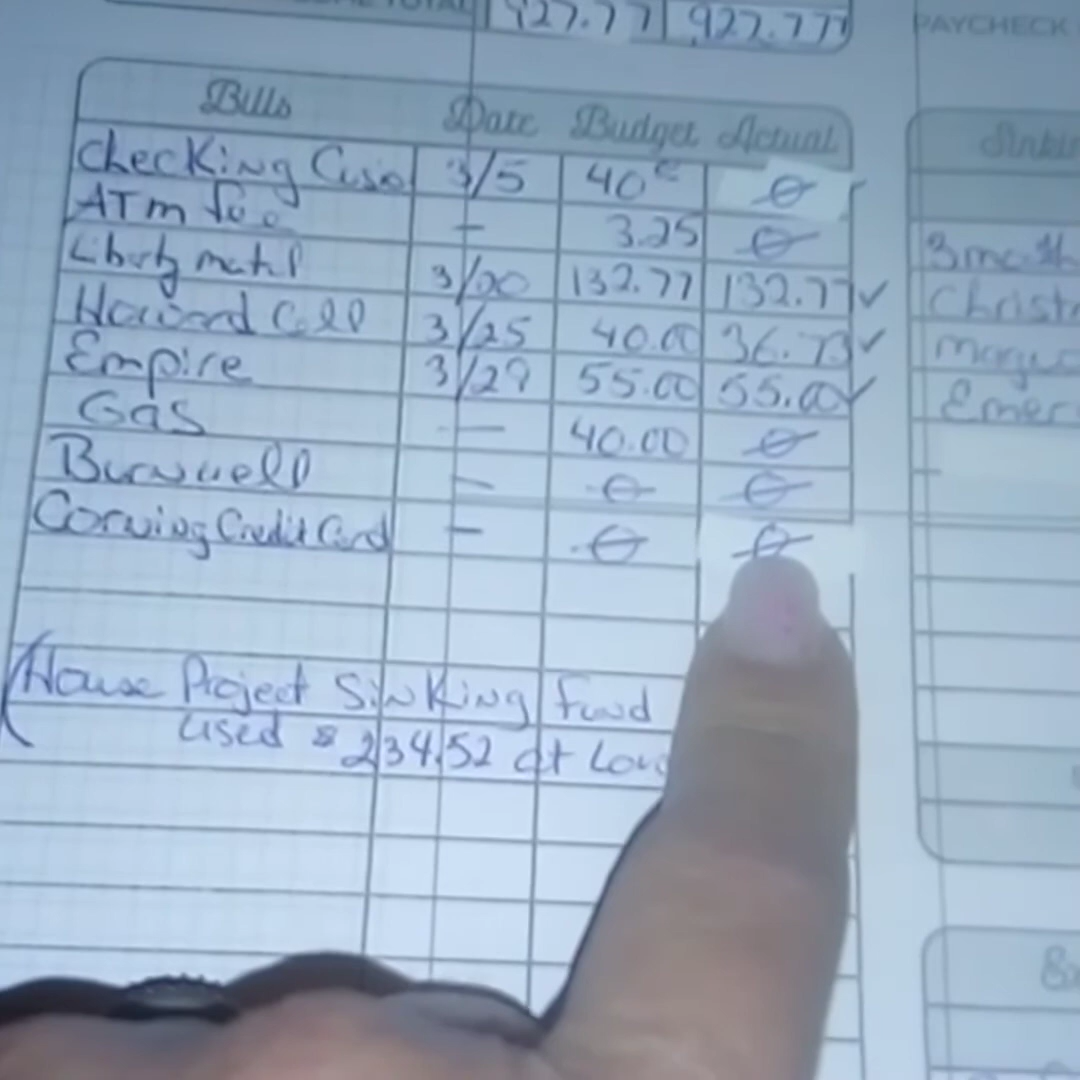 TOTAL 927.77 927.77
PAYCHECK
Bills Date Budget Actual
Checking 3/5 40 ∅
ATM fee - 3.25 ∅
Liberty 3/20 132.77 132.77 ✓
Cell 3/25 40.00 36.73 ✓
Empire 3/29 55.00 55.00 ✓
Gas — 40.00 ∅
- ∅ ∅
Corning Credit Card - ∅ ∅
(House Project Sinking Fund
used $234.52 at
Christ
Emer